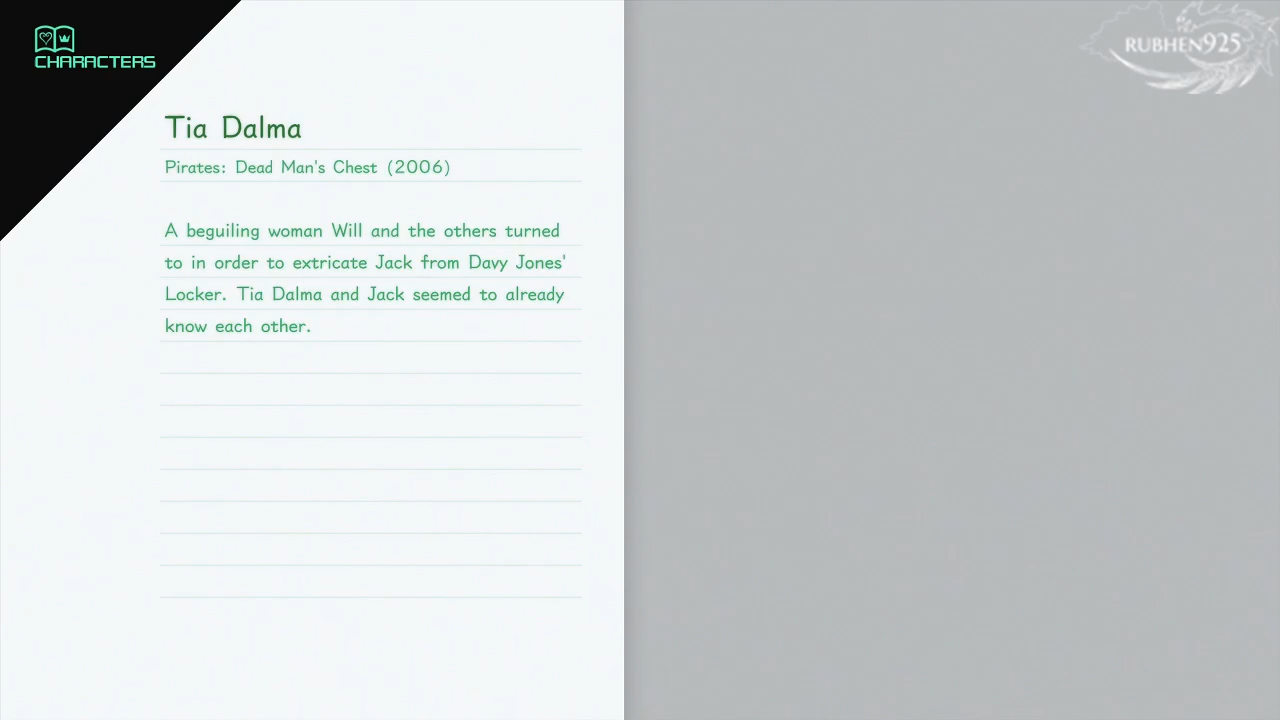 CHARACTERS
RUBHEN925
Tia Dalma
Pirates: Dead Man's Chest (2006)
A beguiling woman Will and the others turned
to in order to extricate Jack from Davy Jones'
Locker. Tia Dalma and Jack seemed to already
know each other.